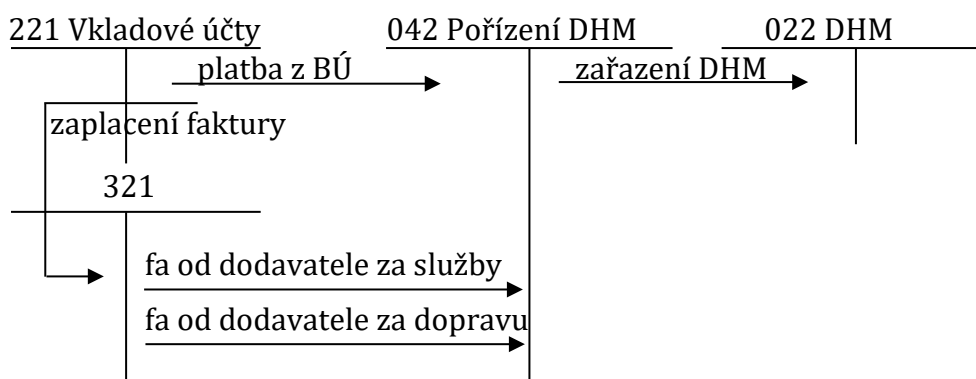 221 Vkladové účty 042 Pořízení DHM 022 DHM
platba z BÚ zařazení DHM
zaplacení faktury
321
fa od dodavatele za služby
fa od dodavatele za dopravu